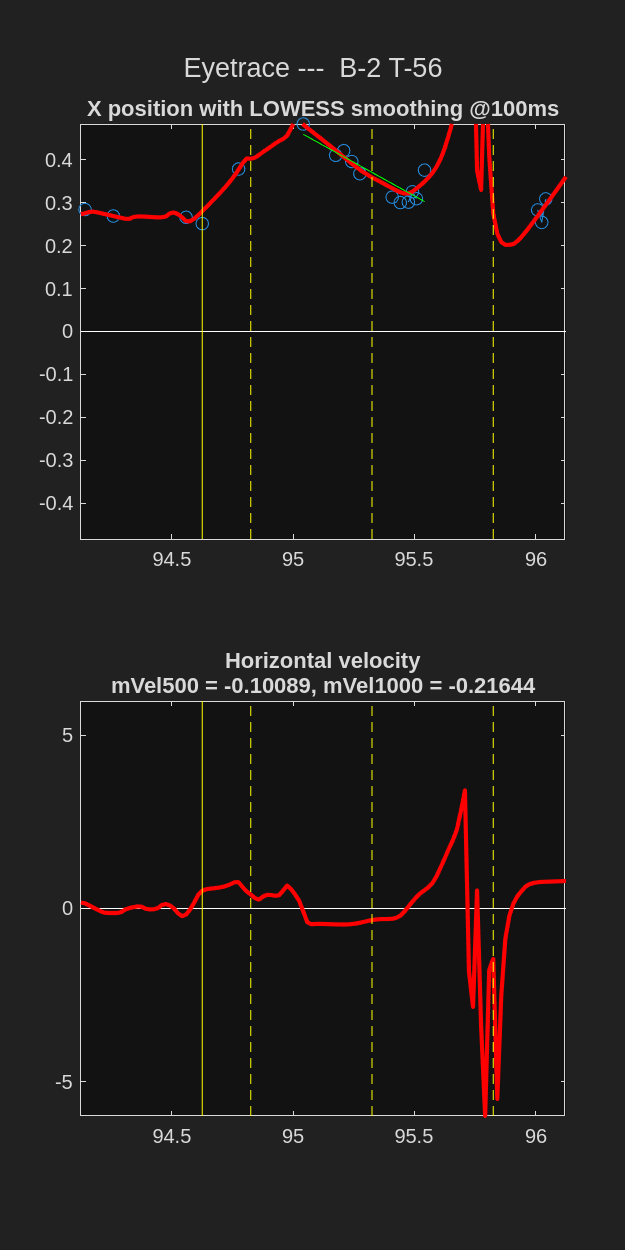 Eyetrace ---  B-2 T-56
X position with LOWESS smoothing @100ms
0.4
0.3
0.2
0.1
0
-0.1
-0.2
-0.3
-0.4
94.5 95 95.5 96
Horizontal velocity
mVel500 = -0.10089, mVel1000 = -0.21644
5
0
-5
94.5 95 95.5 96